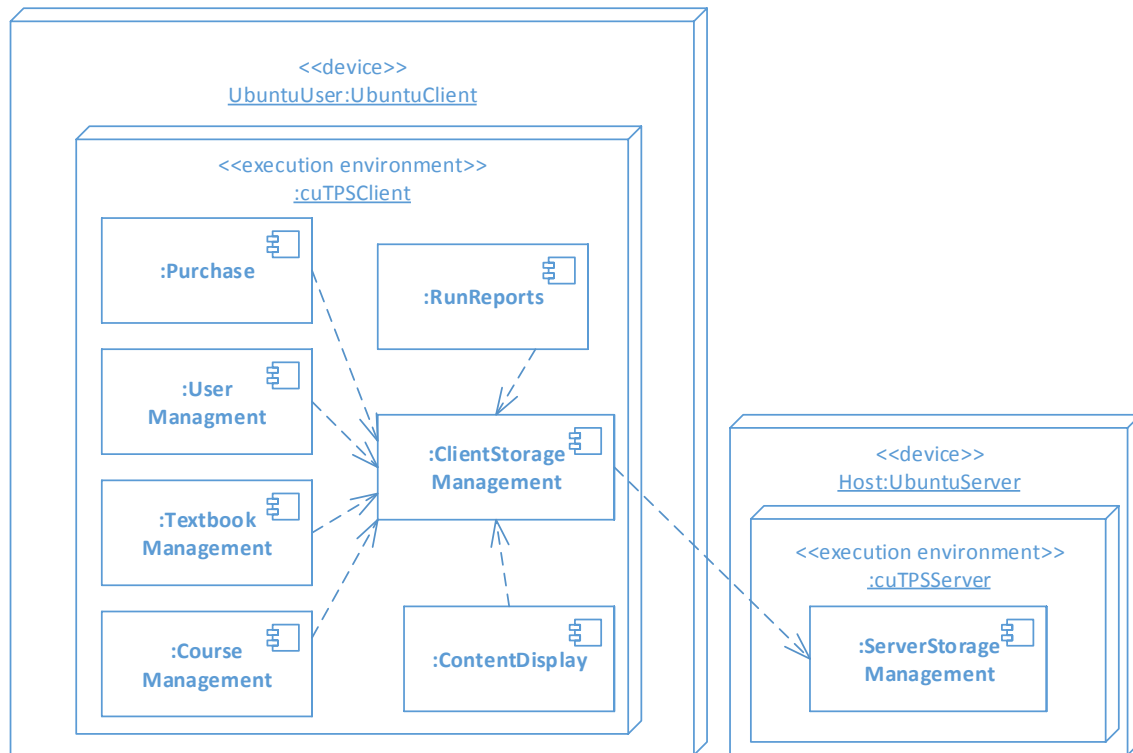 <<device>>
UbuntuUser:UbuntuClient
<<execution environment>>
:cuTPSClient
:Purchase
:RunReports
:User
Managment
:ClientStorage
Management
:Textbook
Management
:Course
Management
:ContentDisplay
<<device>>
Host:UbuntuServer
<<execution environment>>
:cuTPSServer
:ServerStorage
Management